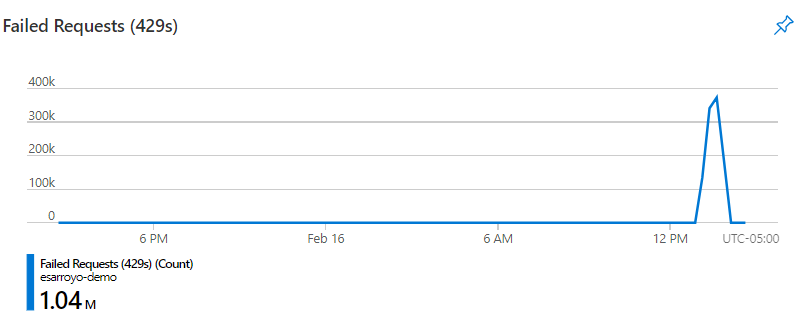 Failed Requests (429s)
400k
300k
200k
100k
0
6 PM
Feb 16
6 AM
12 PM
UTC-05:00
Failed Requests (429s) (Count)
esarroyo-demo
1.04 M